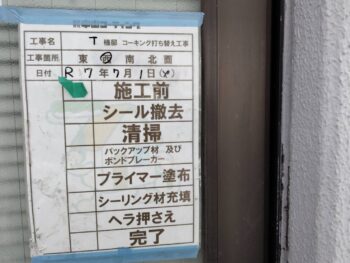 工事名 T様邸 コーキング打ち替え工事
工事箇所 東 西 南 北 面
日付 R7年7月1日(火)
施工前
シール撤去
清掃
バックアップ材 及び
ボンドブレーカー
プライマー塗布
シーリング材充填
ヘラ押さえ
完了